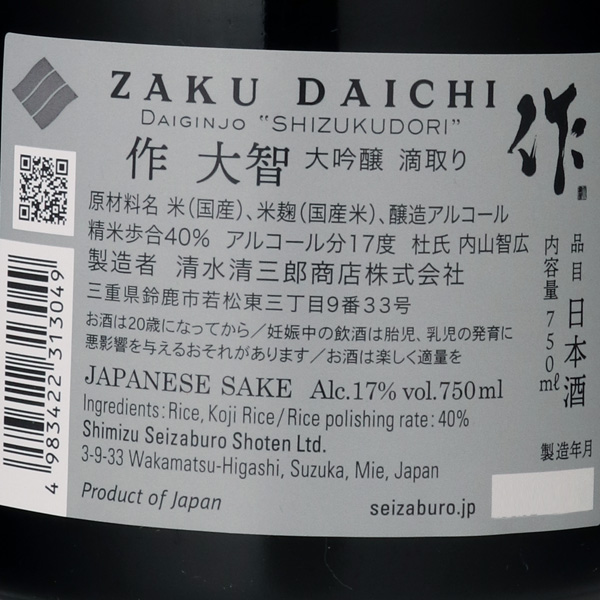 ZAKU DAICHI
DAIGINJO "SHIZUKUDORI"
作 大智 大吟醸 滴取り
原材料名 米(国産)、米麹(国産米)、醸造アルコール
精米歩合40% アルコール分17度 杜氏 内山智広
製造者 清水清三郎商店株式会社
三重県鈴鹿市若松東三丁目9番33号
お酒は20歳になってから/妊娠中の飲酒は胎児、乳児の発育に
悪影響を与えるおそれがあります/お酒は楽しく適量を
JAPANESE SAKE Alc.17% vol.750ml
Ingredients: Rice, Koji Rice / Rice polishing rate: 40%
Shimizu Seizaburo Shoten Ltd.
3-9-33 Wakamatsu-Higashi, Suzuka, Mie, Japan
Product of Japan
seizaburo.jp
作
品目 日本酒
内容量 750mℓ
製造年月
4983422313049